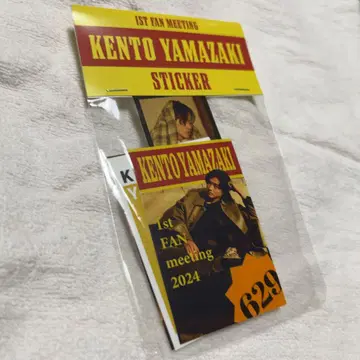 1ST FAN MEETING
KENTO YAMAZAKI
STICKER
K
KENTO YAMAZAKI
1st
FAN
meeting
2024
629